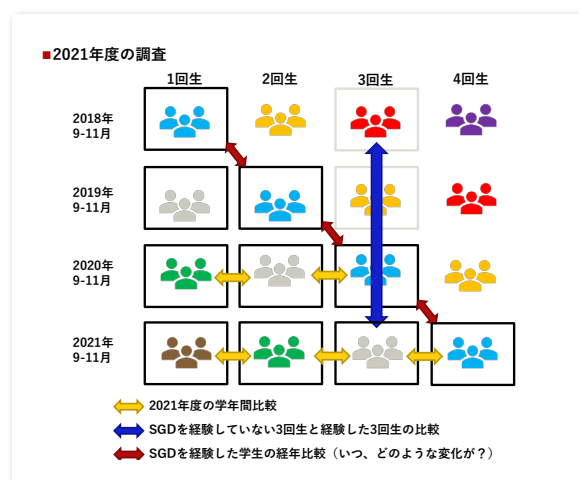 ■2021年度の調査
1回生 2回生 3回生 4回生
2018年
9-11月
2019年
9-11月
2020年
9-11月
2021年
9-11月
2021年度の学年間比較
SGDを経験していない3回生と経験した3回生の比較
SGDを経験した学生の経年比較（いつ、どのような変化が？）